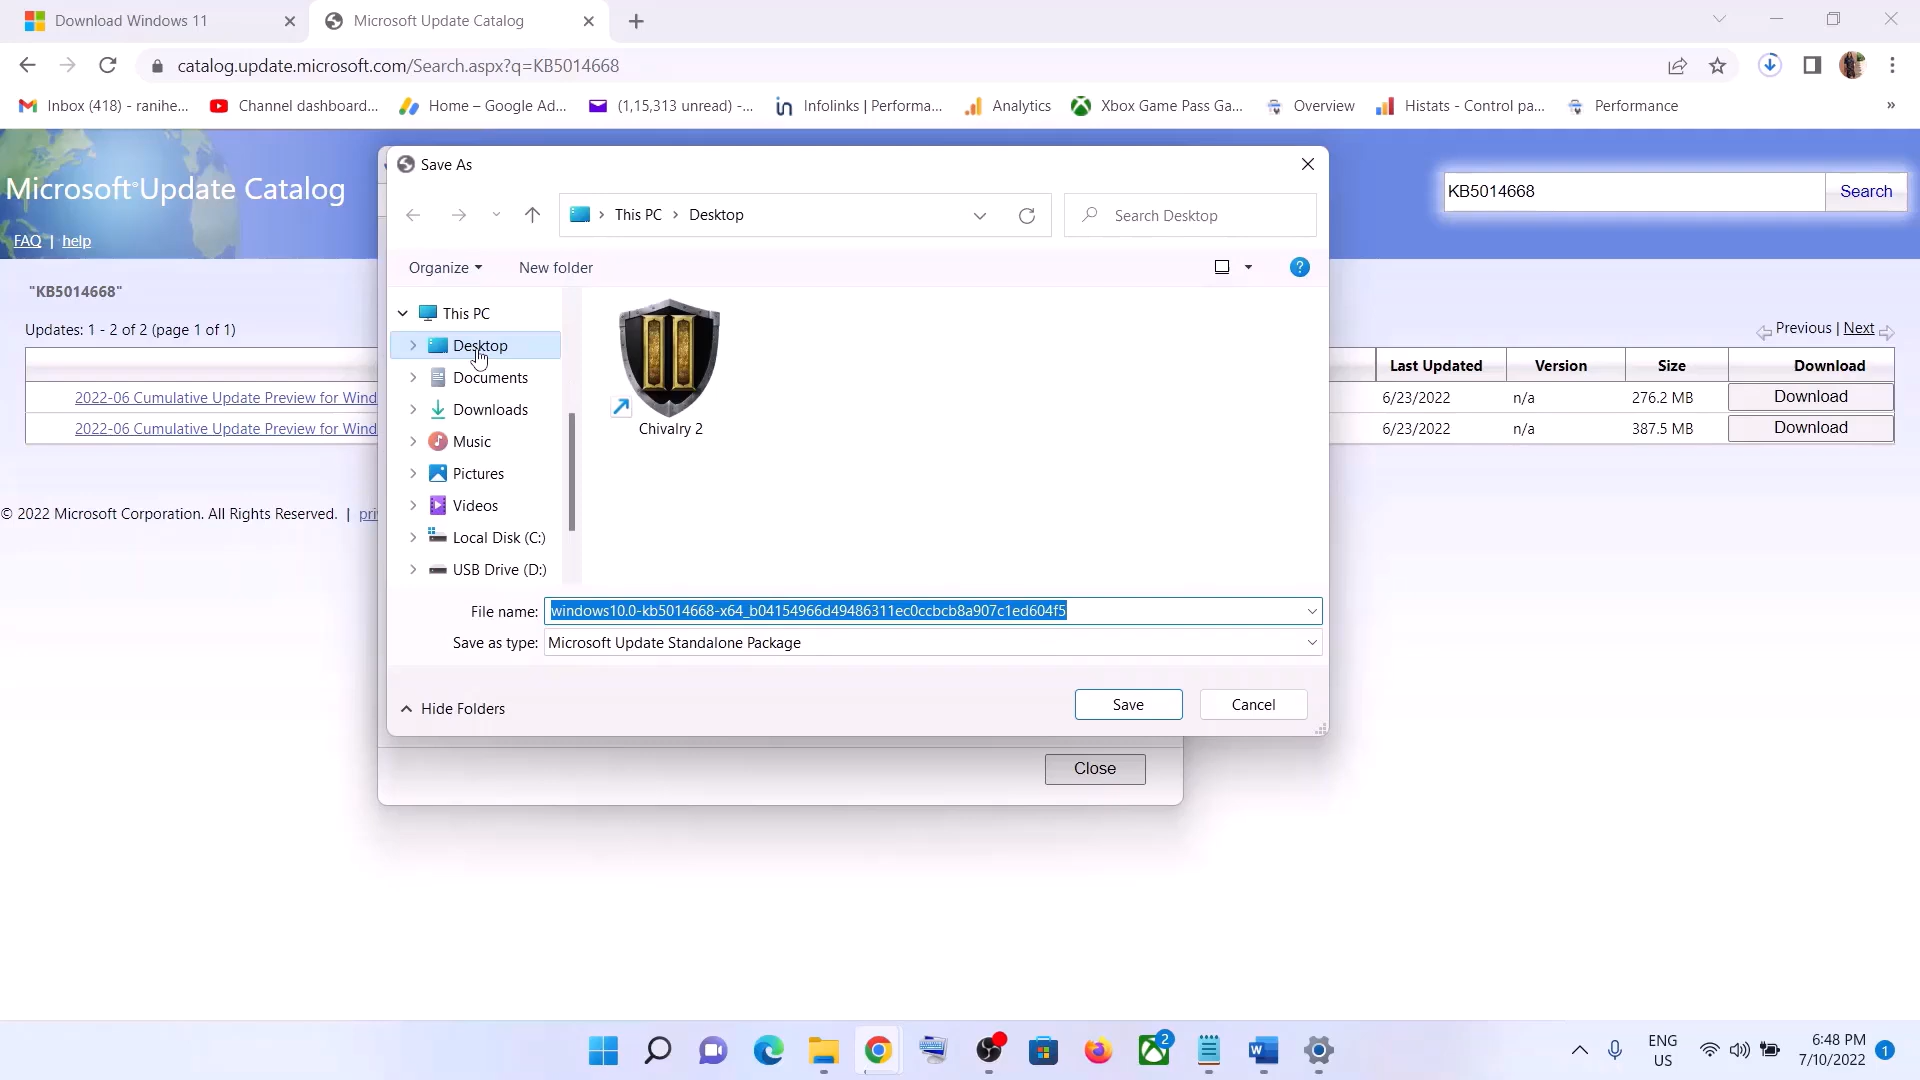 Download Windows 11
Microsoft Update Catalog
catalog.update.microsoft.com/Search.aspx?q=KB5014668
Inbox (418) - ranihe...
Channel dashboard...
Home – Google Ad...
(1,15,313 unread) -...
Infolinks | Performa...
Analytics
Xbox Game Pass Ga...
Overview
Histats - Control pa...
Performance
»
Microsoft®Update Catalog
FAQ | help
KB5014668
Search
"KB5014668"
Updates: 1 - 2 of 2 (page 1 of 1)
Previous | Next
Last Updated Version Size Download
2022-06 Cumulative Update Preview for Wind
6/23/2022 n/a 276.2 MB Download
2022-06 Cumulative Update Preview for Wind
6/23/2022 n/a 387.5 MB Download
© 2022 Microsoft Corporation. All Rights Reserved. | pri
Save As
This PC > Desktop
Search Desktop
Organize
New folder
?
This PC
Desktop
Documents
Downloads
Music
Pictures
Videos
Local Disk (C:)
USB Drive (D:)
Chivalry 2
File name: windows10.0-kb5014668-x64_b04154966d49486311ec0ccbcb8a907c1ed604f5
Save as type: Microsoft Update Standalone Package
Hide Folders
Save
Cancel
Close
2
ENG
US
6:48 PM
7/10/2022
1